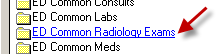 ED Common Consults
ED Common Labs
ED Common Radiology Exams
ED Common Meds